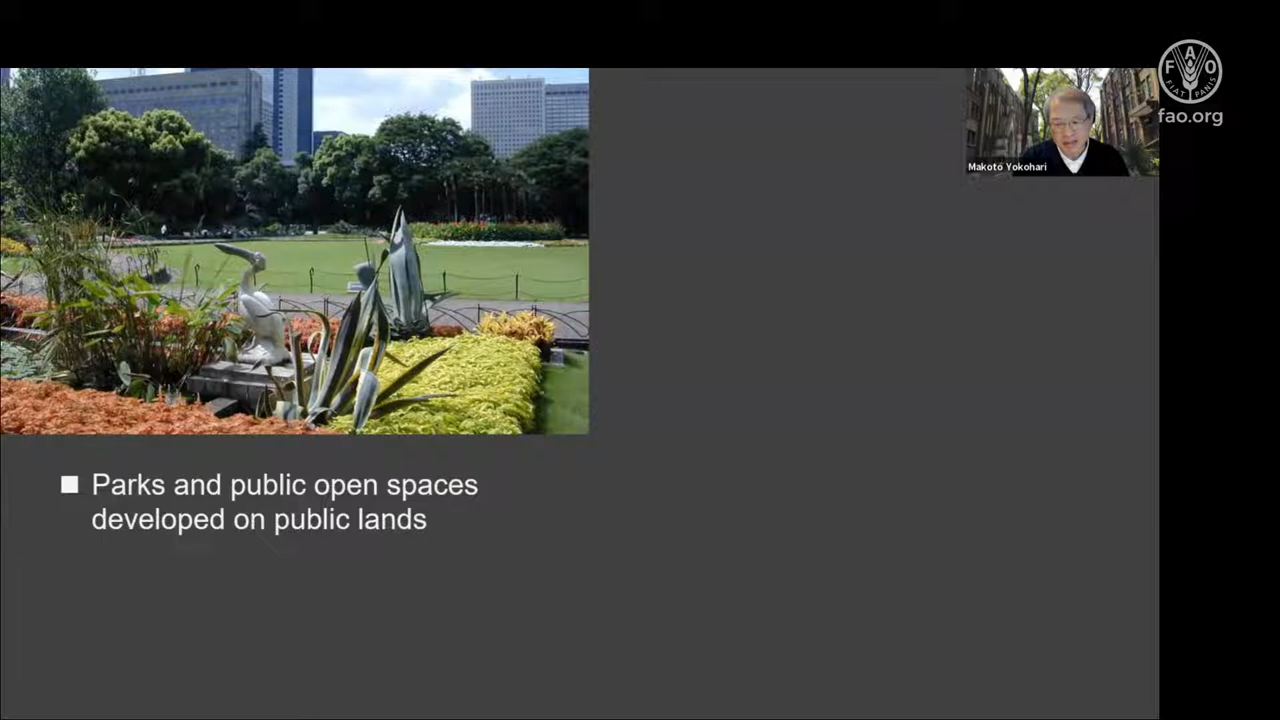 F A O
FIAT PANIS
fao.org
Makoto Yokohari
■ Parks and public open spaces
developed on public lands